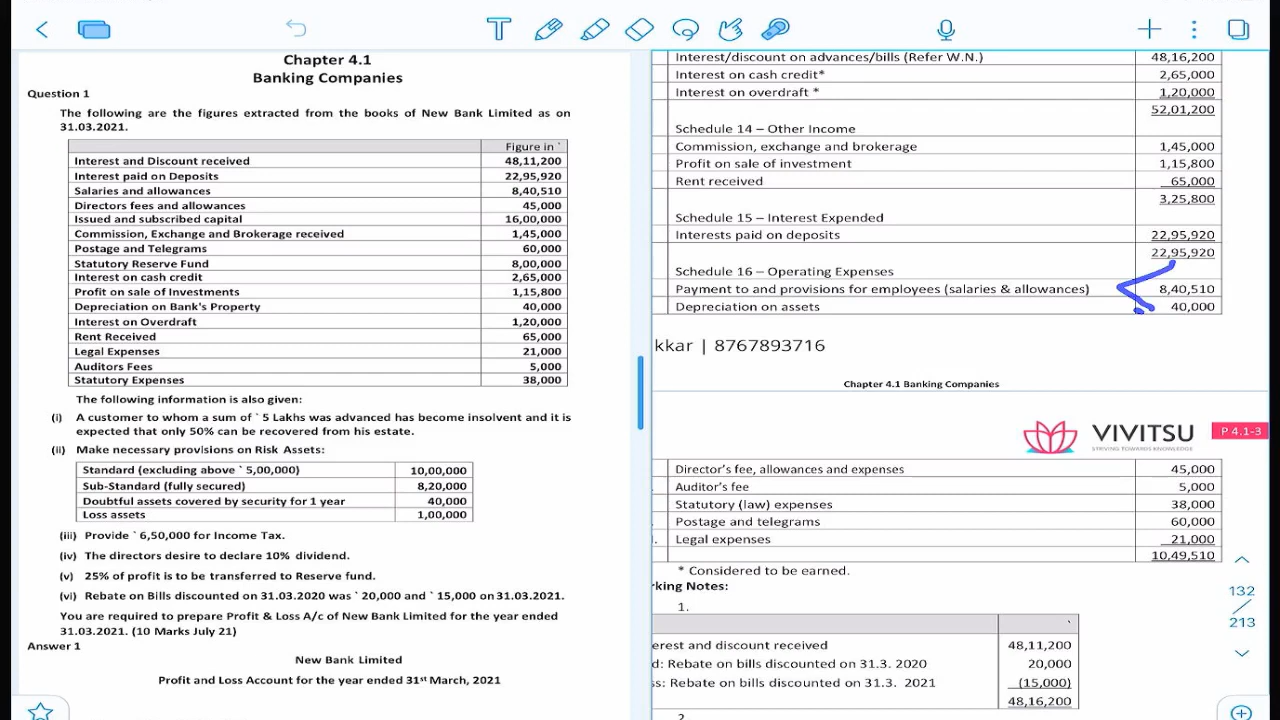 Chapter 4.1
Banking Companies
Question 1
The following are the figures extracted from the books of New Bank Limited as on
31.03.2021.
Figure in `
Interest and Discount received 48,11,200
Interest paid on Deposits 22,95,920
Salaries and allowances 8,40,510
Directors fees and allowances 45,000
Issued and subscribed capital 16,00,000
Commission, Exchange and Brokerage received 1,45,000
Postage and Telegrams 60,000
Statutory Reserve Fund 8,00,000
Interest on cash credit 2,65,000
Profit on sale of Investments 1,15,800
Depreciation on Bank's Property 40,000
Interest on Overdraft 1,20,000
Rent Received 65,000
Legal Expenses 21,000
Auditors Fees 5,000
Statutory Expenses 38,000
The following information is also given:
(i) A customer to whom a sum of ` 5 Lakhs was advanced has become insolvent and it is
expected that only 50% can be recovered from his estate.
(ii) Make necessary provisions on Risk Assets:
Standard (excluding above ` 5,00,000) 10,00,000
Sub-Standard (fully secured) 8,20,000
Doubtful assets covered by security for 1 year 40,000
Loss assets 1,00,000
(iii) Provide ` 6,50,000 for Income Tax.
(iv) The directors desire to declare 10% dividend.
(v) 25% of profit is to be transferred to Reserve fund.
(vi) Rebate on Bills discounted on 31.03.2020 was ` 20,000 and ` 15,000 on 31.03.2021.
You are required to prepare Profit & Loss A/c of New Bank Limited for the year ended
31.03.2021. (10 Marks July 21)
Answer 1
New Bank Limited
Profit and Loss Account for the year ended 31st March, 2021
Interest/discount on advances/bills (Refer W.N.) 48,16,200
Interest on cash credit* 2,65,000
Interest on overdraft * 1,20,000
52,01,200
Schedule 14 – Other Income
Commission, exchange and brokerage 1,45,000
Profit on sale of investment 1,15,800
Rent received 65,000
3,25,800
Schedule 15 – Interest Expended
Interests paid on deposits 22,95,920
22,95,920
Schedule 16 – Operating Expenses
Payment to and provisions for employees (salaries & allowances) 8,40,510
Depreciation on assets 40,000
kkar | 8767893716
Chapter 4.1 Banking Companies
VIVITSU
STRIVING TOWARDS KNOWLEDGE
P 4.1-3
Director's fee, allowances and expenses 45,000
Auditor's fee 5,000
Statutory (law) expenses 38,000
Postage and telegrams 60,000
Legal expenses 21,000
10,49,510
* Considered to be earned.
rking Notes:
1.
`
erest and discount received 48,11,200
d: Rebate on bills discounted on 31.3. 2020 20,000
ss: Rebate on bills discounted on 31.3. 2021 (15,000)
48,16,200
2.
132
213